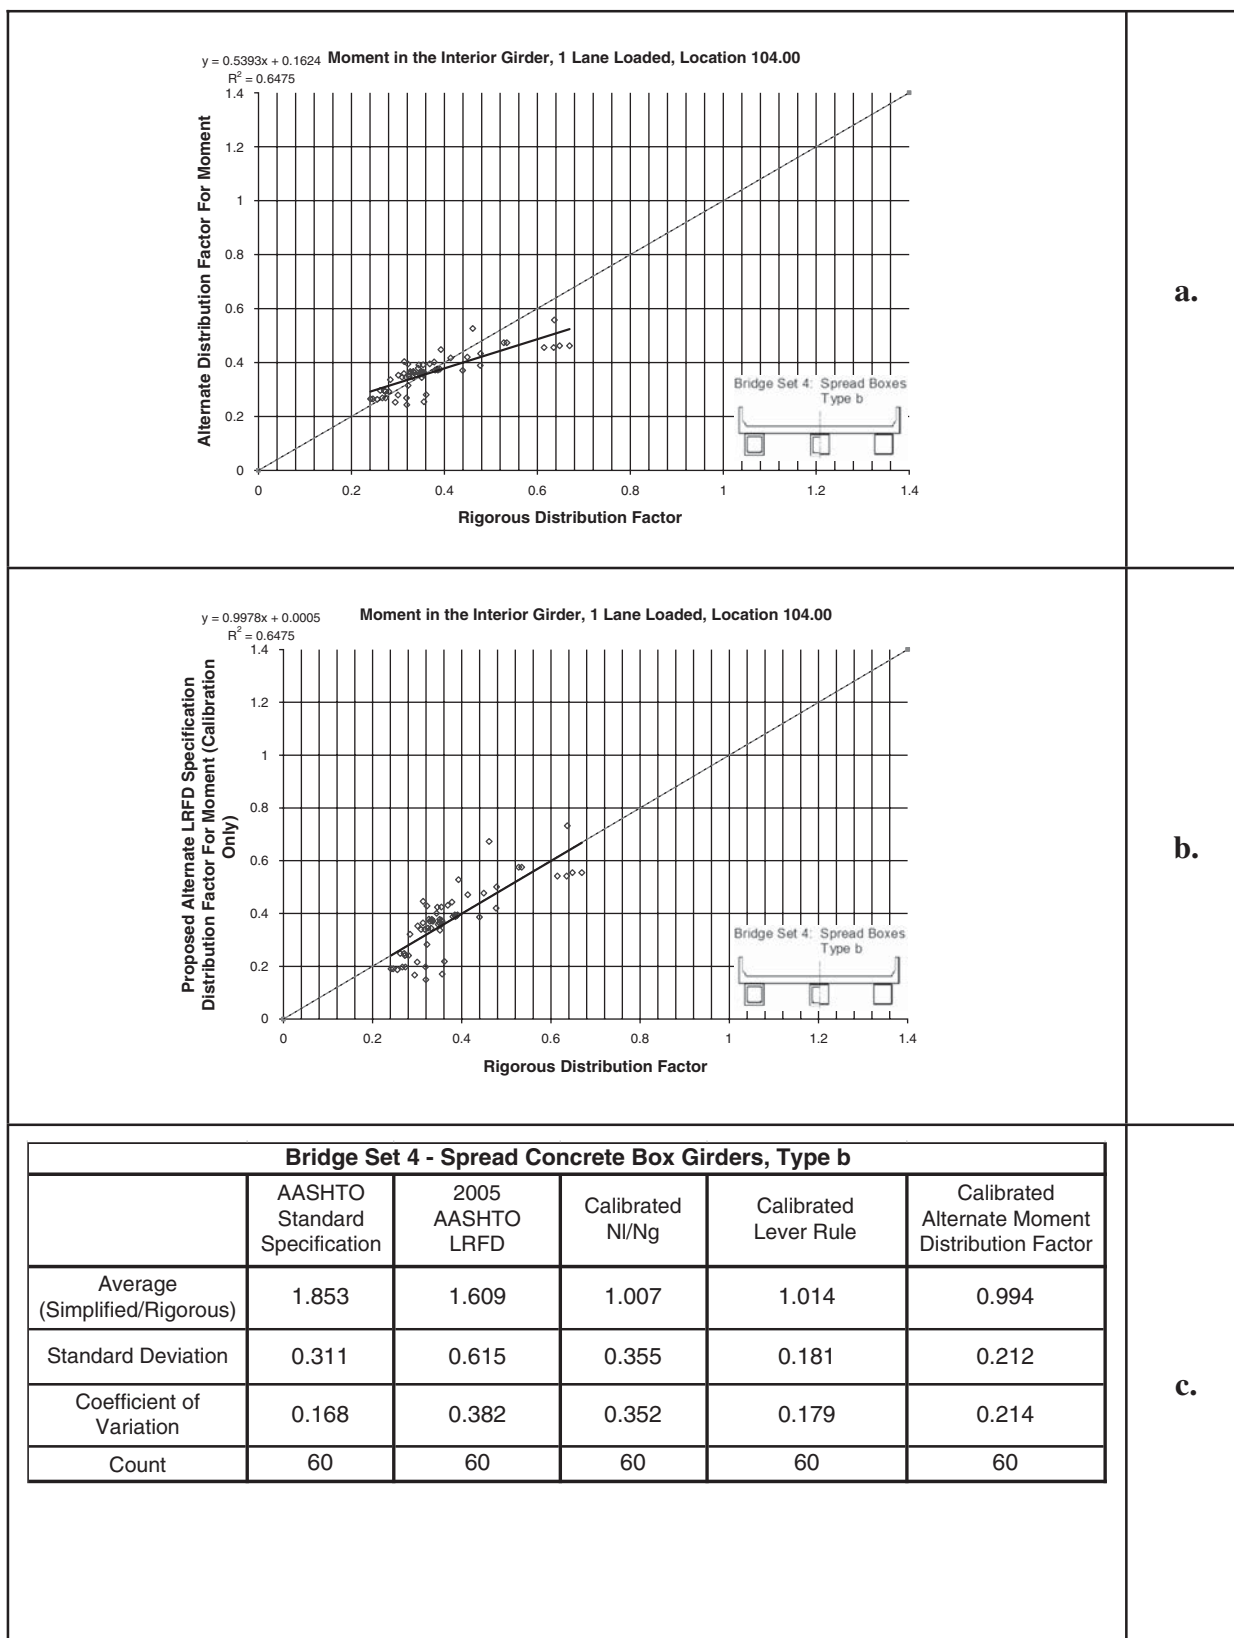 y = 0.5393x + 0.1624
R² = 0.6475
Moment in the Interior Girder, 1 Lane Loaded, Location 104.00
Alternate Distribution Factor For Moment
1.4
1.2
1
0.8
0.6
0.4
0.2
0
0 0.2 0.4 0.6 0.8 1 1.2 1.4
Rigorous Distribution Factor
Bridge Set 4: Spread Boxes
Type b
a.
y = 0.9978x + 0.0005
R² = 0.6475
Moment in the Interior Girder, 1 Lane Loaded, Location 104.00
Proposed Alternate LRFD Specification
Distribution Factor For Moment (Calibration
Only)
1.4
1.2
1
0.8
0.6
0.4
0.2
0
0 0.2 0.4 0.6 0.8 1 1.2 1.4
Rigorous Distribution Factor
Bridge Set 4: Spread Boxes
Type b
b.
Bridge Set 4 - Spread Concrete Box Girders, Type b
AASHTO
Standard
Specification
2005
AASHTO
LRFD
Calibrated
Nl/Ng
Calibrated
Lever Rule
Calibrated
Alternate Moment
Distribution Factor
Average
(Simplified/Rigorous)
1.853 1.609 1.007 1.014 0.994
Standard Deviation 0.311 0.615 0.355 0.181 0.212
Coefficient of
Variation
0.168 0.382 0.352 0.179 0.214
Count 60 60 60 60 60
c.